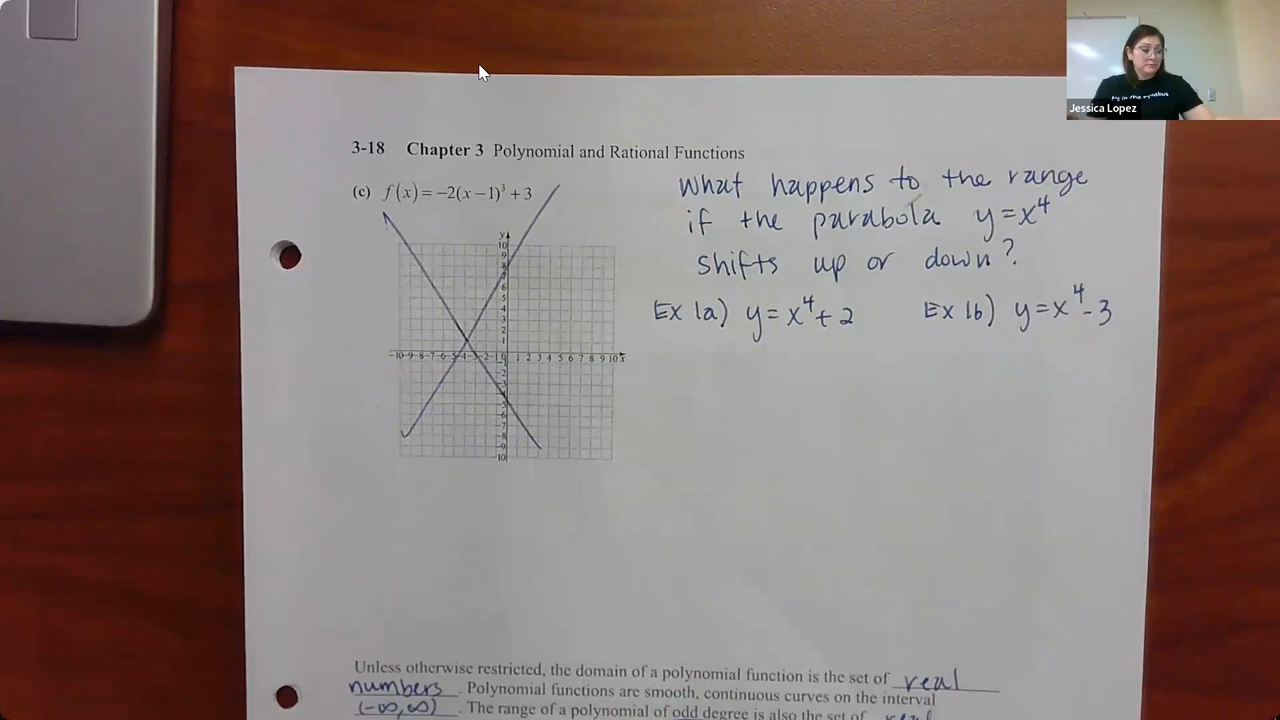 Jessica Lopez
3-18 Chapter 3 Polynomial and Rational Functions
(c) f(x) = −2(x − 1)³ + 3
What happens to the range
if the parabola y = x⁴
shifts up or down?
Ex 1a) y = x⁴ + 2
Ex 1b) y = x⁴ - 3
Unless otherwise restricted, the domain of a polynomial function is the set of real
numbers. Polynomial functions are smooth, continuous curves on the interval
(-∞, ∞). The range of a polynomial of odd degree is also the set of real